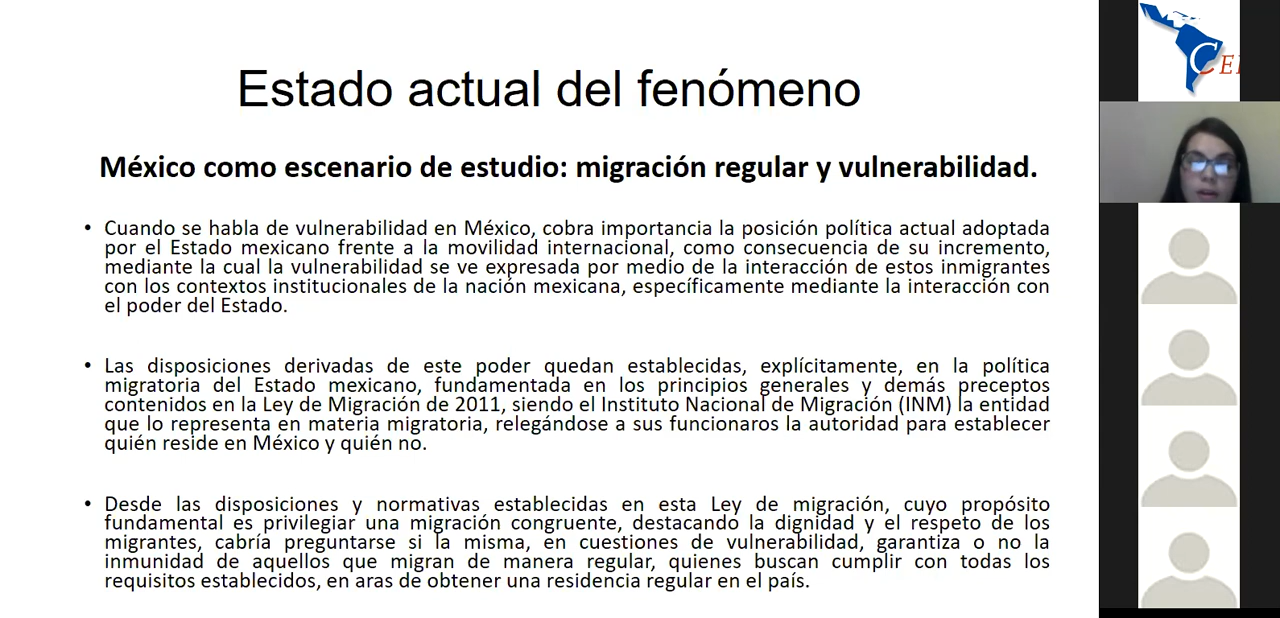 Estado actual del fenómeno
México como escenario de estudio: migración regular y vulnerabilidad.
• Cuando se habla de vulnerabilidad en México, cobra importancia la posición política actual adoptada
por el Estado mexicano frente a la movilidad internacional, como consecuencia de su incremento,
mediante la cual la vulnerabilidad se ve expresada por medio de la interacción de estos inmigrantes
con los contextos institucionales de la nación mexicana, específicamente mediante la interacción con
el poder del Estado.
• Las disposiciones derivadas de este poder quedan establecidas, explícitamente, en la política
migratoria del Estado mexicano, fundamentada en los principios generales y demás preceptos
contenidos en la Ley de Migración de 2011, siendo el Instituto Nacional de Migración (INM) la entidad
que lo representa en materia migratoria, relegándose a sus funcionaros la autoridad para establecer
quién reside en México y quién no.
• Desde las disposiciones y normativas establecidas en esta Ley de migración, cuyo propósito
fundamental es privilegiar una migración congruente, destacando la dignidad y el respeto de los
migrantes, cabría preguntarse si la misma, en cuestiones de vulnerabilidad, garantiza o no la
inmunidad de aquellos que migran de manera regular, quienes buscan cumplir con todas los
requisitos establecidos, en aras de obtener una residencia regular en el país.